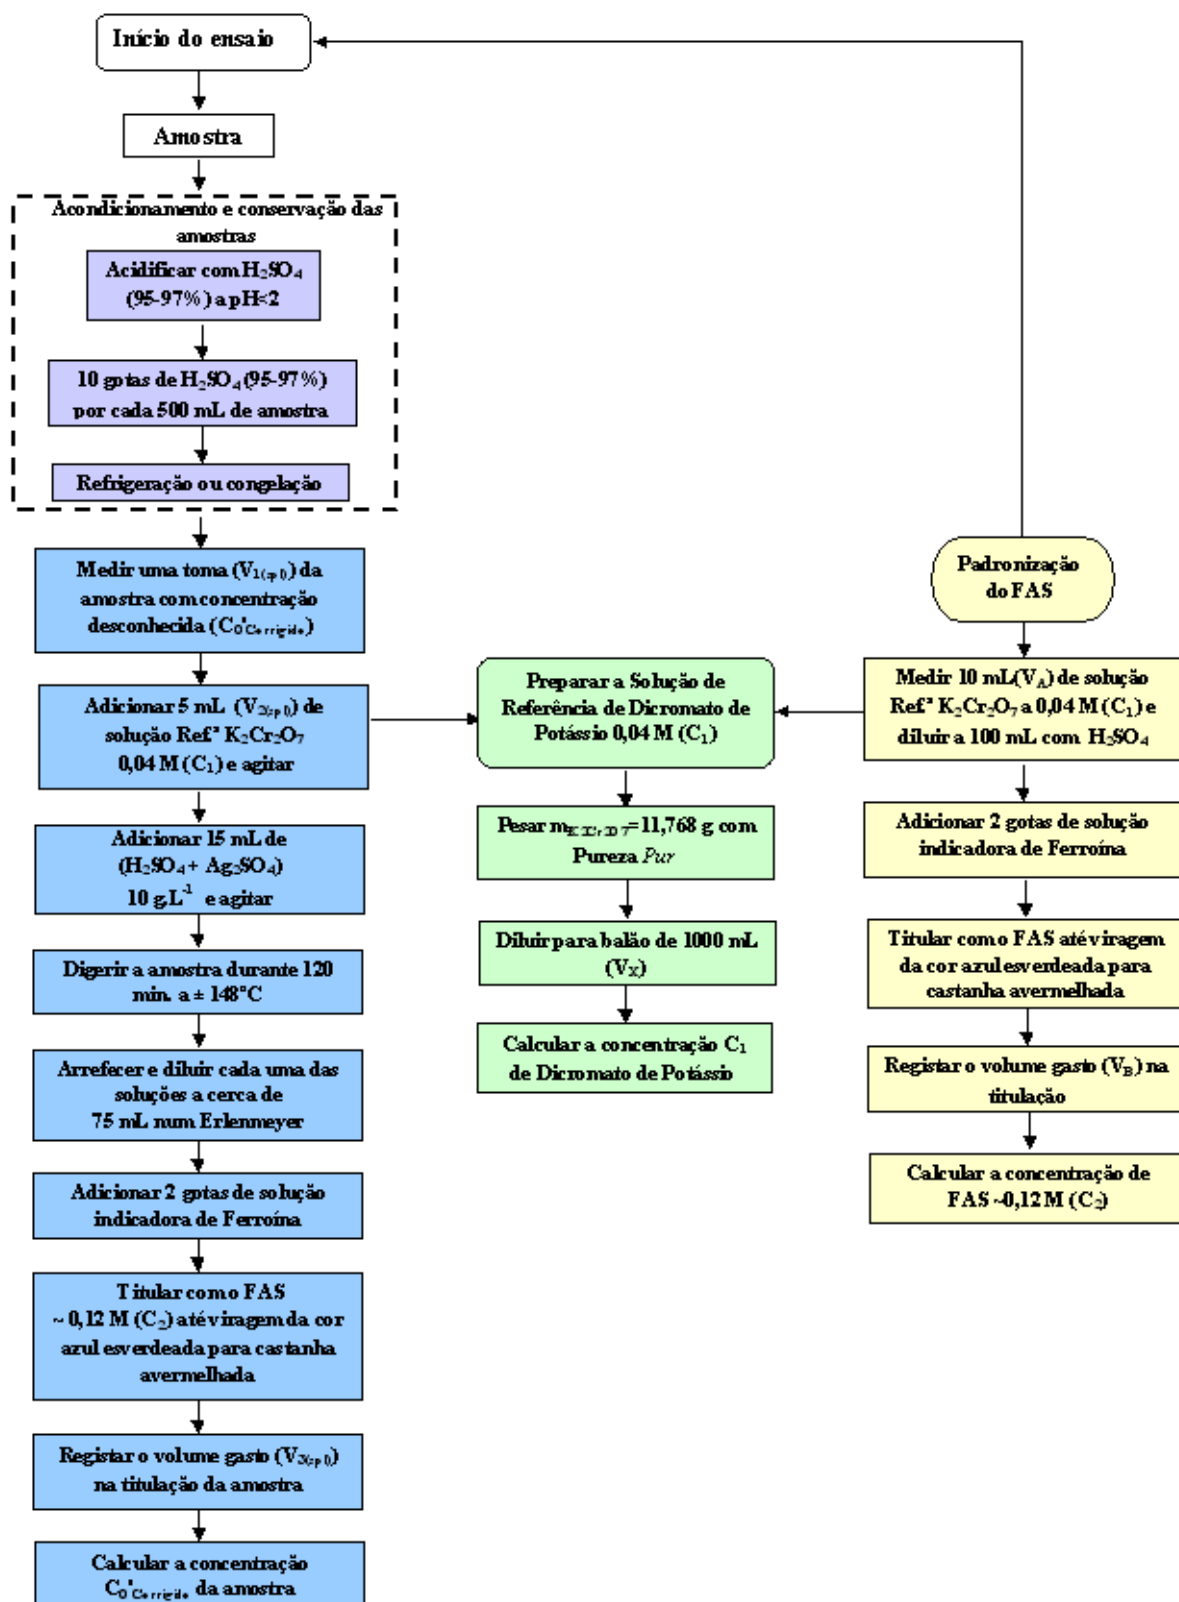 Início do ensaio
Amostra
Acondicionamento e conservação das
amostras
Acidificar com H₂SO₄
(95-97%) a pH<2
10 gotas de H₂SO₄ (95-97%)
por cada 500 mL de amostra
Refrigeração ou congelação
Medir uma toma (V₁(spl)) da
amostra com concentração
desconhecida (C₀'Corrigido)
Adicionar 5 mL (V₂(spl)) de
solução Ref.ª K₂Cr₂O₇
0,04 M (C₁) e agitar
Adicionar 15 mL de
(H₂SO₄ + Ag₂SO₄)
10 g.L⁻¹ e agitar
Digerir a amostra durante 120
min. a ± 148°C
Arrefecer e diluir cada uma das
soluções a cerca de
75 mL num Erlenmeyer
Adicionar 2 gotas de solução
indicadora de Ferroína
Titular com o FAS
~ 0,12 M (C₂) até viragem da cor
azul esverdeada para castanha
avermelhada
Registar o volume gasto (V₃(spl))
na titulação da amostra
Calcular a concentração
C₀'Corrigido da amostra
Preparar a Solução de
Referência de Dicromato de
Potássio 0,04 M (C₁)
Pesar mK2Cr2O7=11,768 g com
Pureza Pur
Diluir para balão de 1000 mL
(VX)
Calcular a concentração C₁
de Dicromato de Potássio
Padronização
do FAS
Medir 10 mL(VA) de solução
Ref.ª K₂Cr₂O₇ a 0,04 M (C₁) e
diluir a 100 mL com H₂SO₄
Adicionar 2 gotas de solução
indicadora de Ferroína
Titular com o FAS até viragem
da cor azul esverdeada para
castanha avermelhada
Registar o volume gasto (VB) na
titulação
Calcular a concentração de
FAS ~0,12 M (C₂)